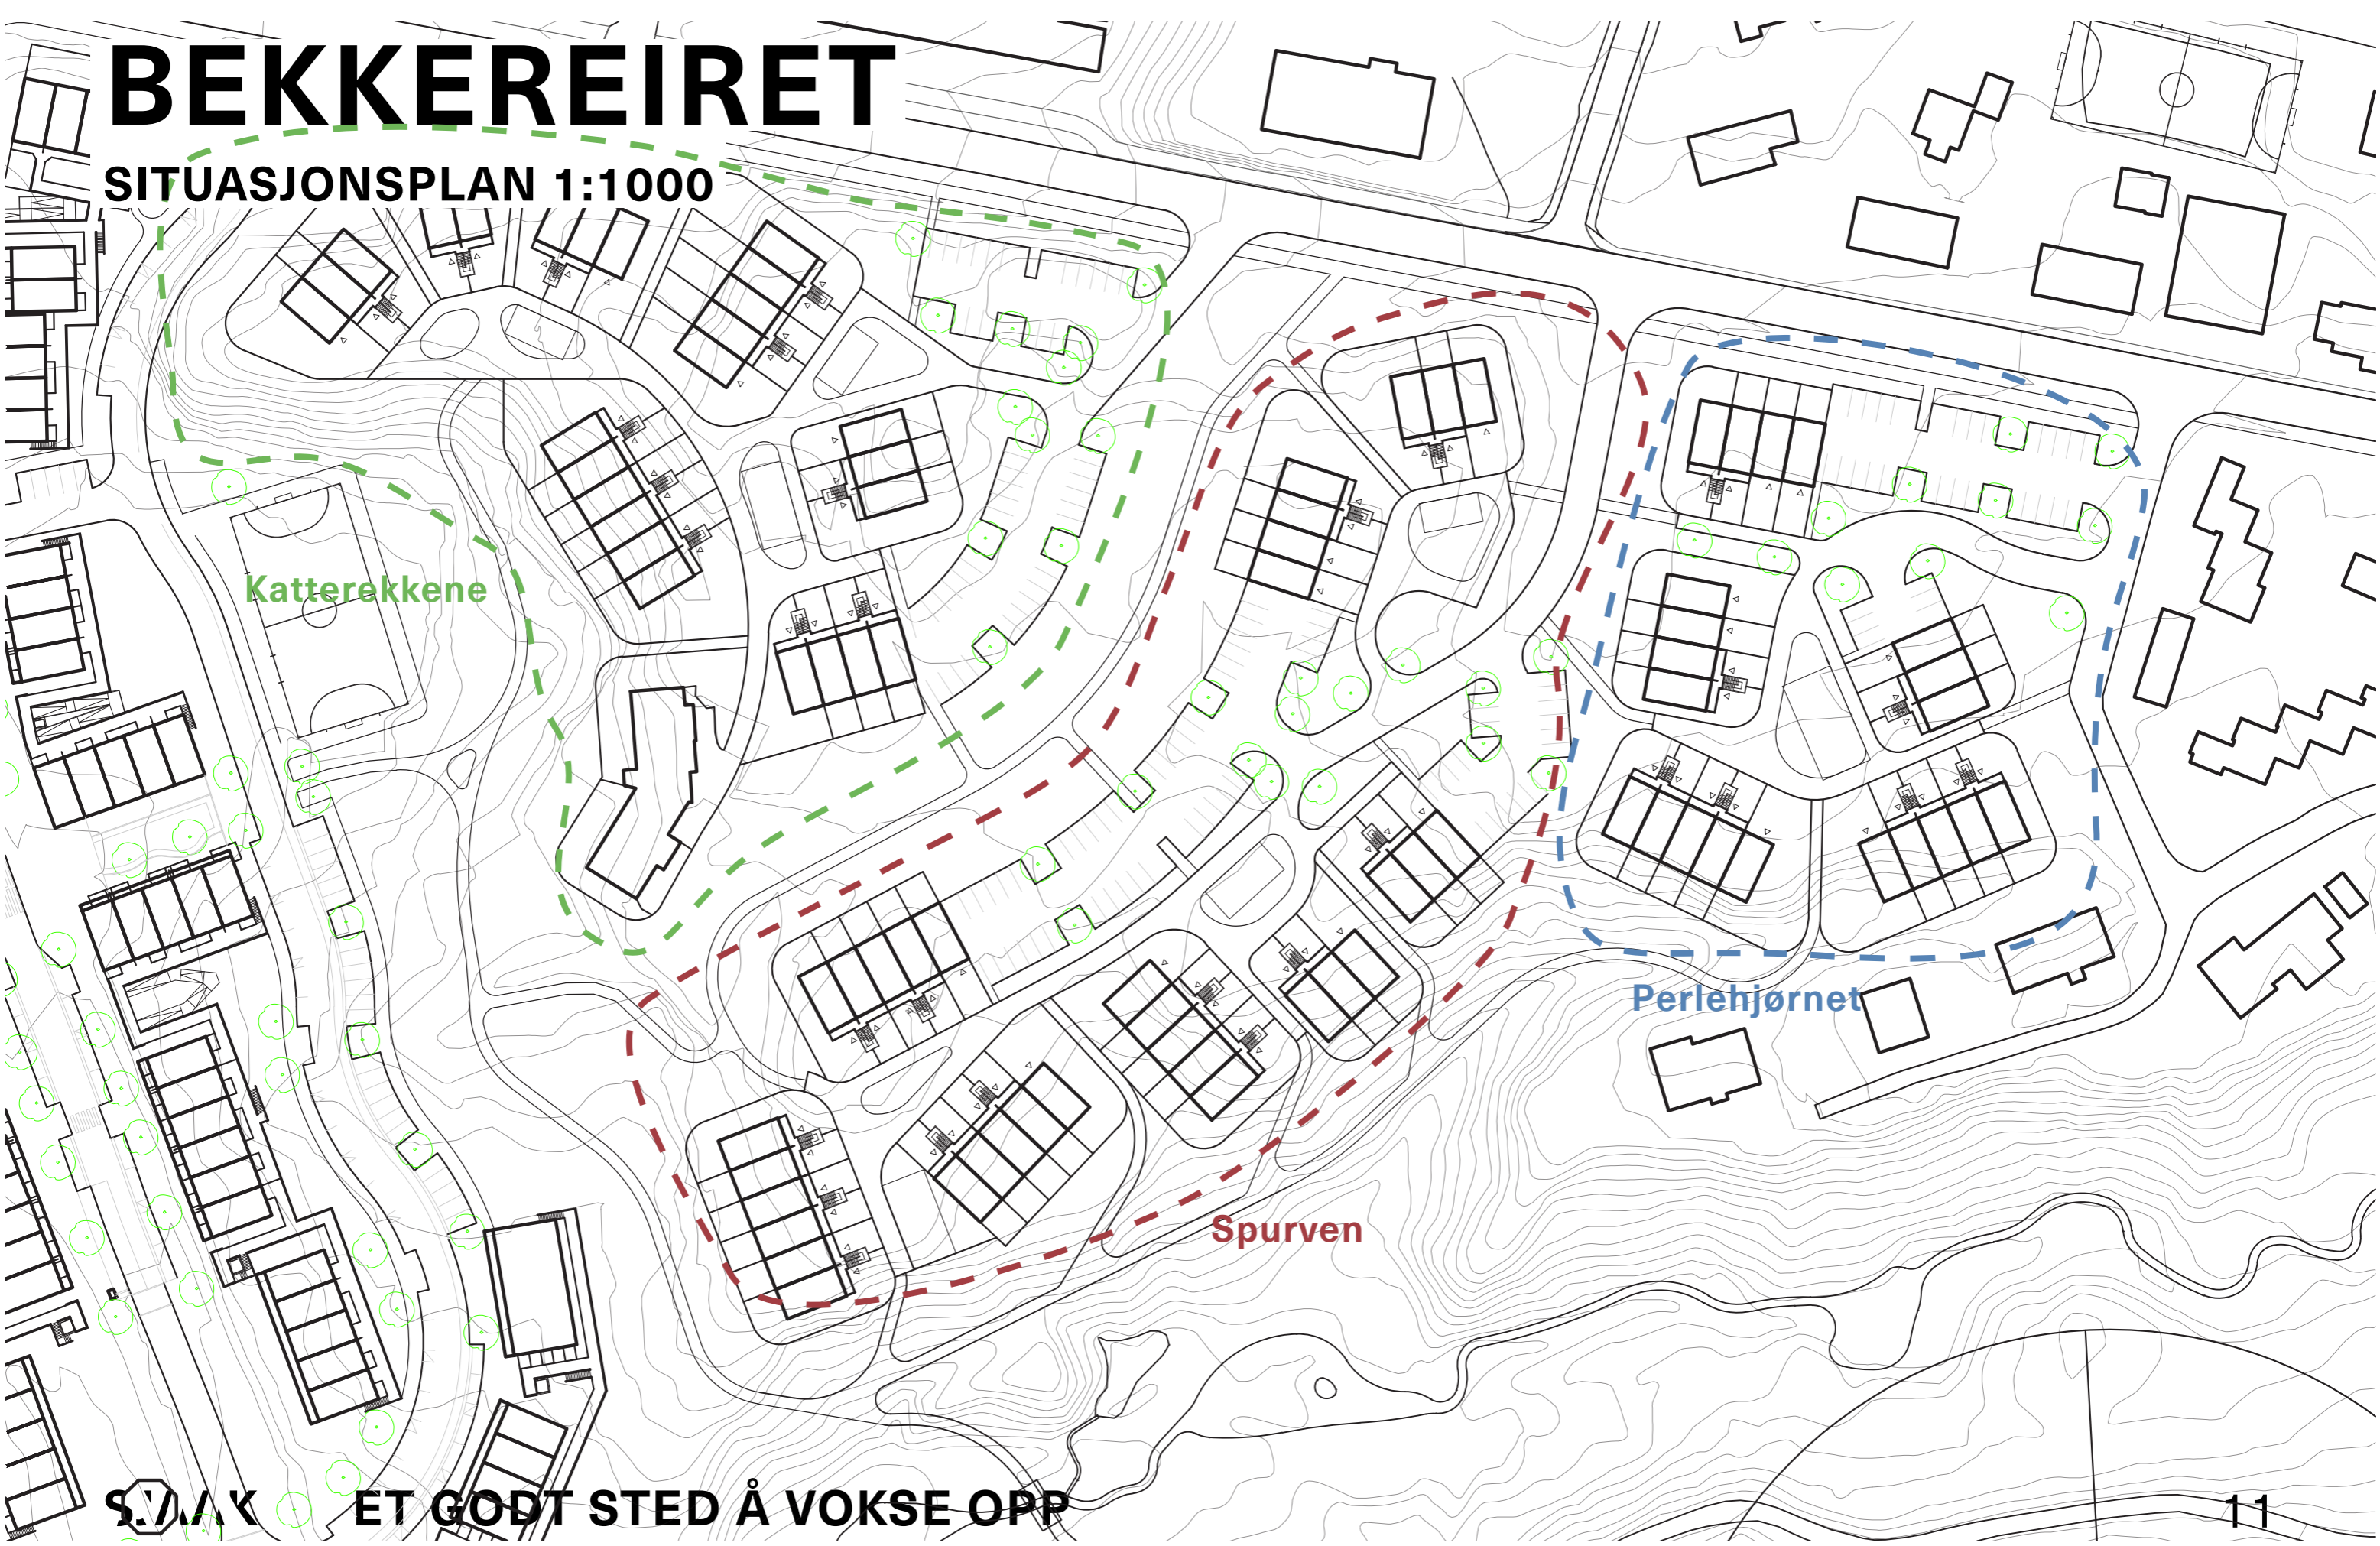 BEKKEREIRET
SITUASJONSPLAN 1:1000
Katterekkene
Perlehjørnet
Spurven
ET GODT STED Å VOKSE OPP
11